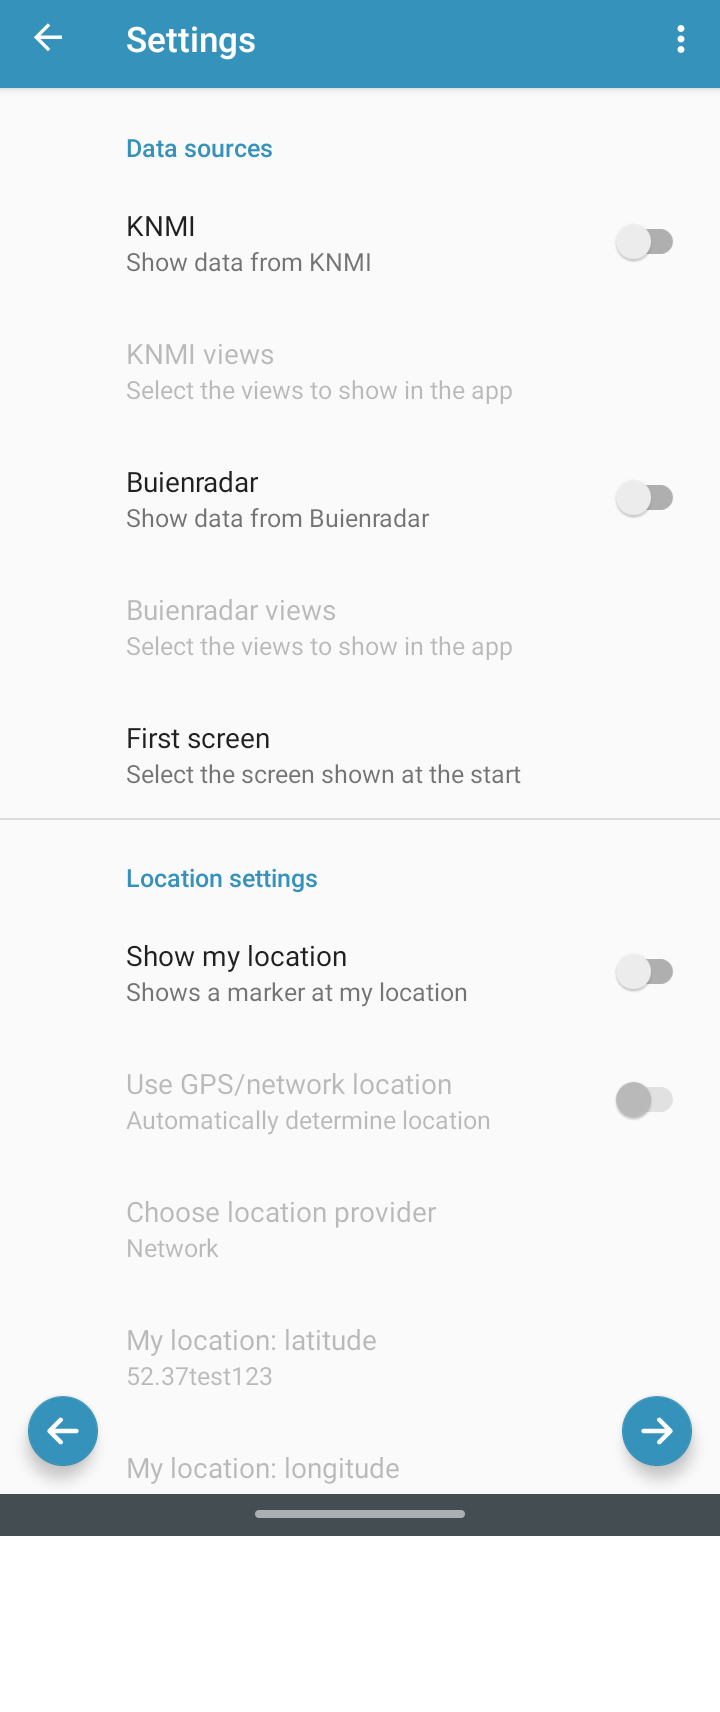 Settings
Data sources
KNMI
Show data from KNMI
KNMI views
Select the views to show in the app
Buienradar
Show data from Buienradar
Buienradar views
Select the views to show in the app
First screen
Select the screen shown at the start
Location settings
Show my location
Shows a marker at my location
Use GPS/network location
Automatically determine location
Choose location provider
Network
My location: latitude
52.37test123
My location: longitude